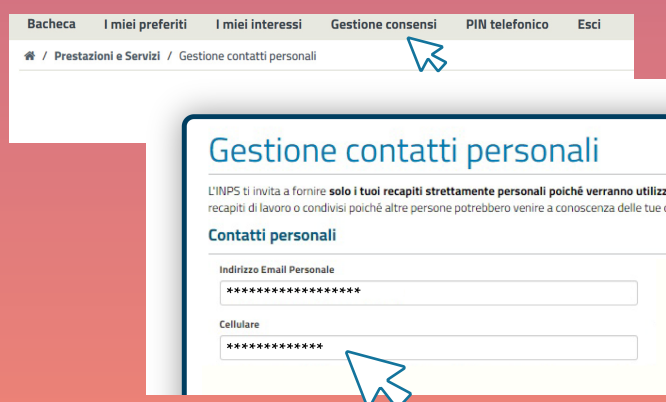 Bacheca I miei preferiti I miei interessi Gestione consensi PIN telefonico Esci
/ Prestazioni e Servizi / Gestione contatti personali
Gestione contatti personali
L'INPS ti invita a fornire solo i tuoi recapiti strettamente personali poiché verranno utilizz
recapiti di lavoro o condivisi poiché altre persone potrebbero venire a conoscenza delle tue
Contatti personali
Indirizzo Email Personale
******************
Cellulare
*************